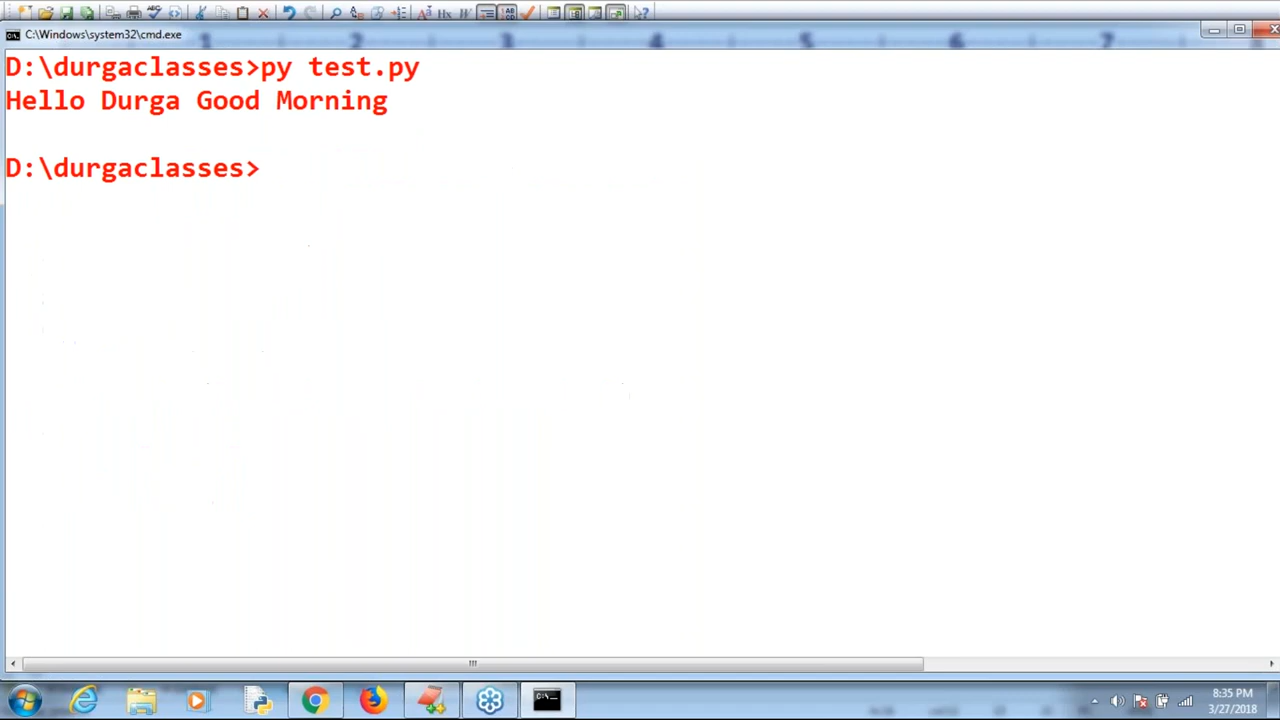 C:\Windows\system32\cmd.exe
D:\durgaclasses>py test.py
Hello Durga Good Morning
D:\durgaclasses>
8:35 PM
3/27/2018